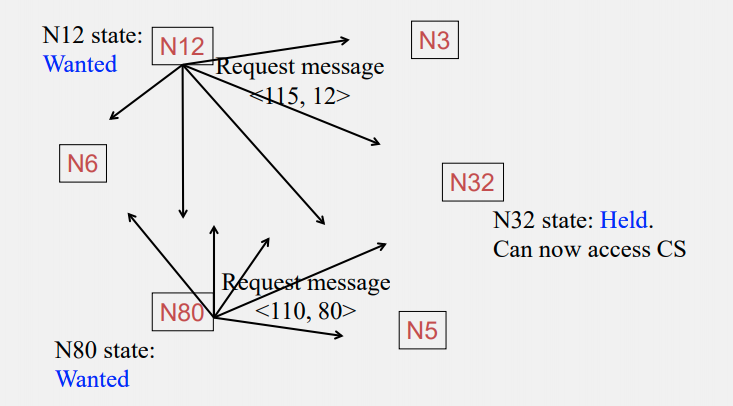 N12 state:
Wanted
N12
N3
Request message
<115, 12>
N6
N32
N32 state: Held.
Can now access CS
Request message
<110, 80>
N80
N5
N80 state:
Wanted